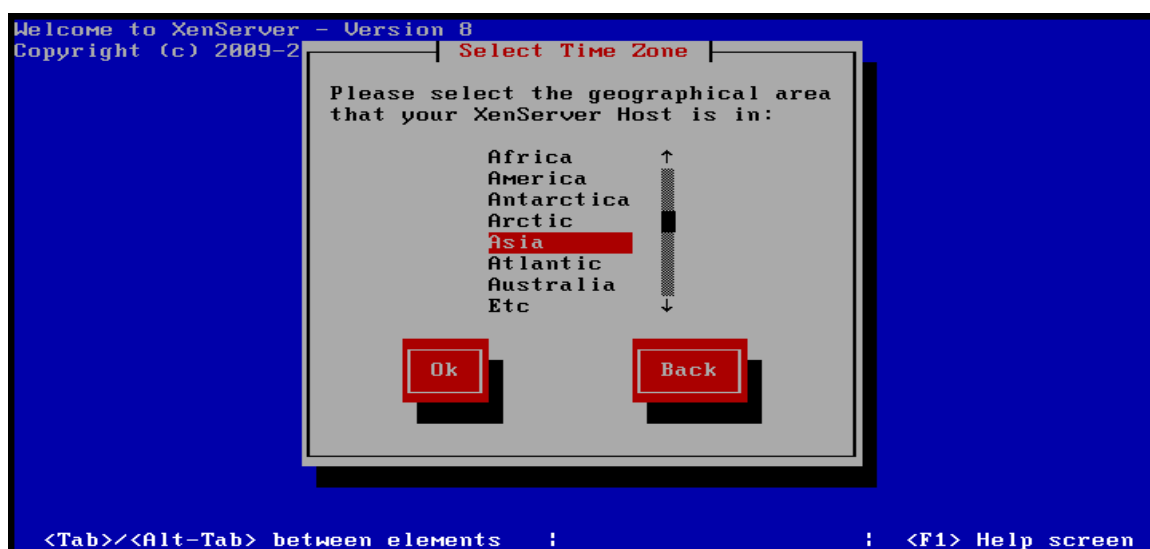 Welcome to XenServer - Version 8
Copyright (c) 2009-2
Select Time Zone
Please select the geographical area
that your XenServer Host is in:
Africa ↑
America
Antarctica
Arctic
Asia
Atlantic
Australia
Etc ↓
Ok Back
<Tab>/<Alt-Tab> between elements ¦ ¦ <F1> Help screen